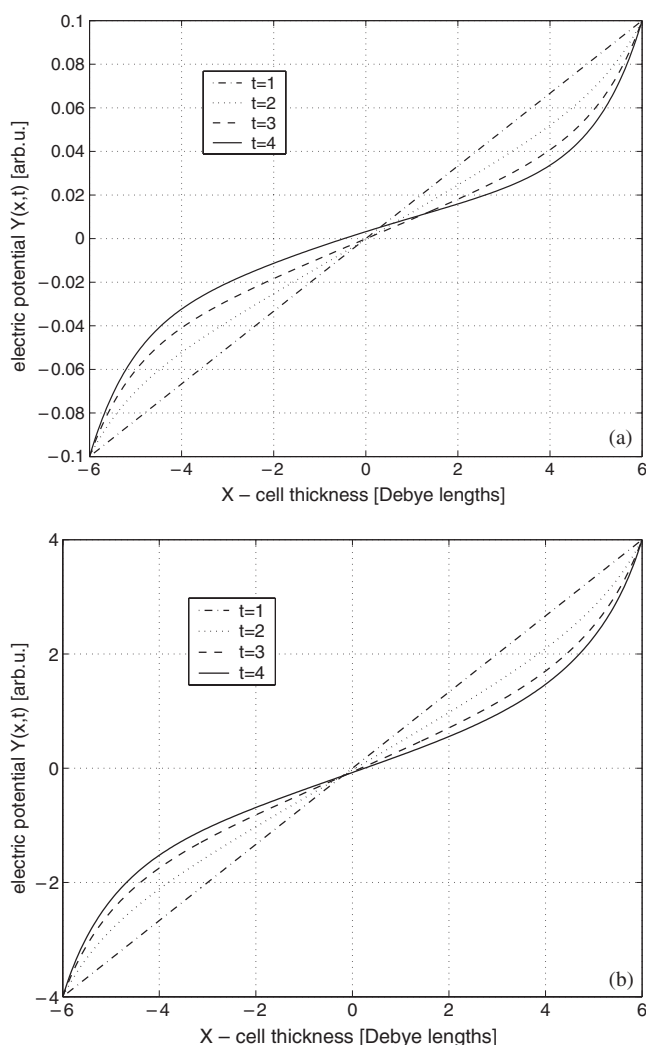 0.1
0.08
0.06
0.04
0.02
0
−0.02
−0.04
−0.06
−0.08
−0.1
electric potential Y(x,t) [arb.u.]
t=1
t=2
t=3
t=4
(a)
−6 −4 −2 0 2 4 6
X − cell thickness [Debye lengths]
4
2
0
−2
−4
electric potential Y(x,t) [arb.u.]
t=1
t=2
t=3
t=4
(b)
−6 −4 −2 0 2 4 6
X − cell thickness [Debye lengths]